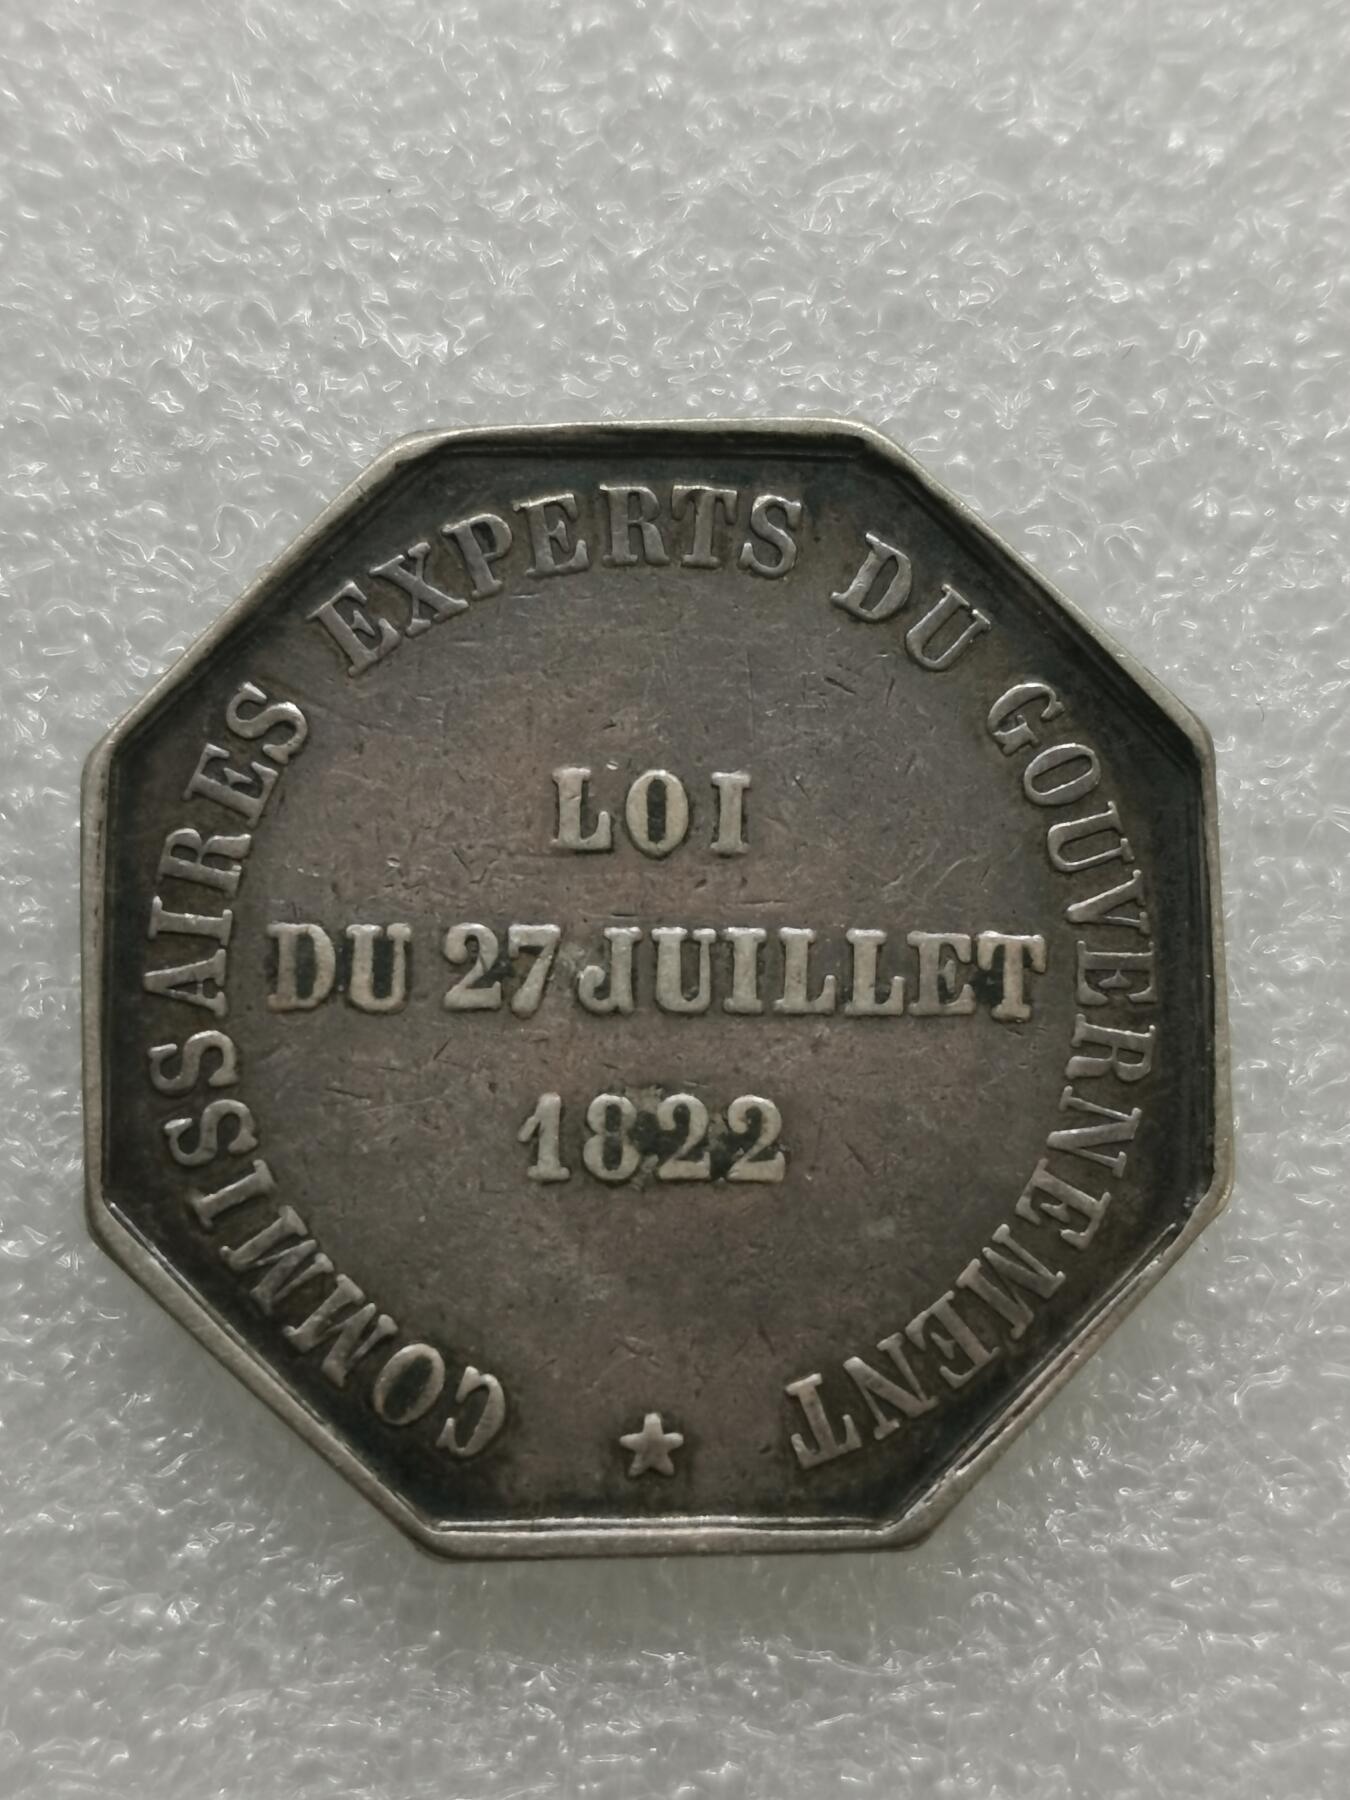 COMMISSAIRES EXPERTS DU GOUVERNEMENT
LOI
DU 27 JUILLET
1822